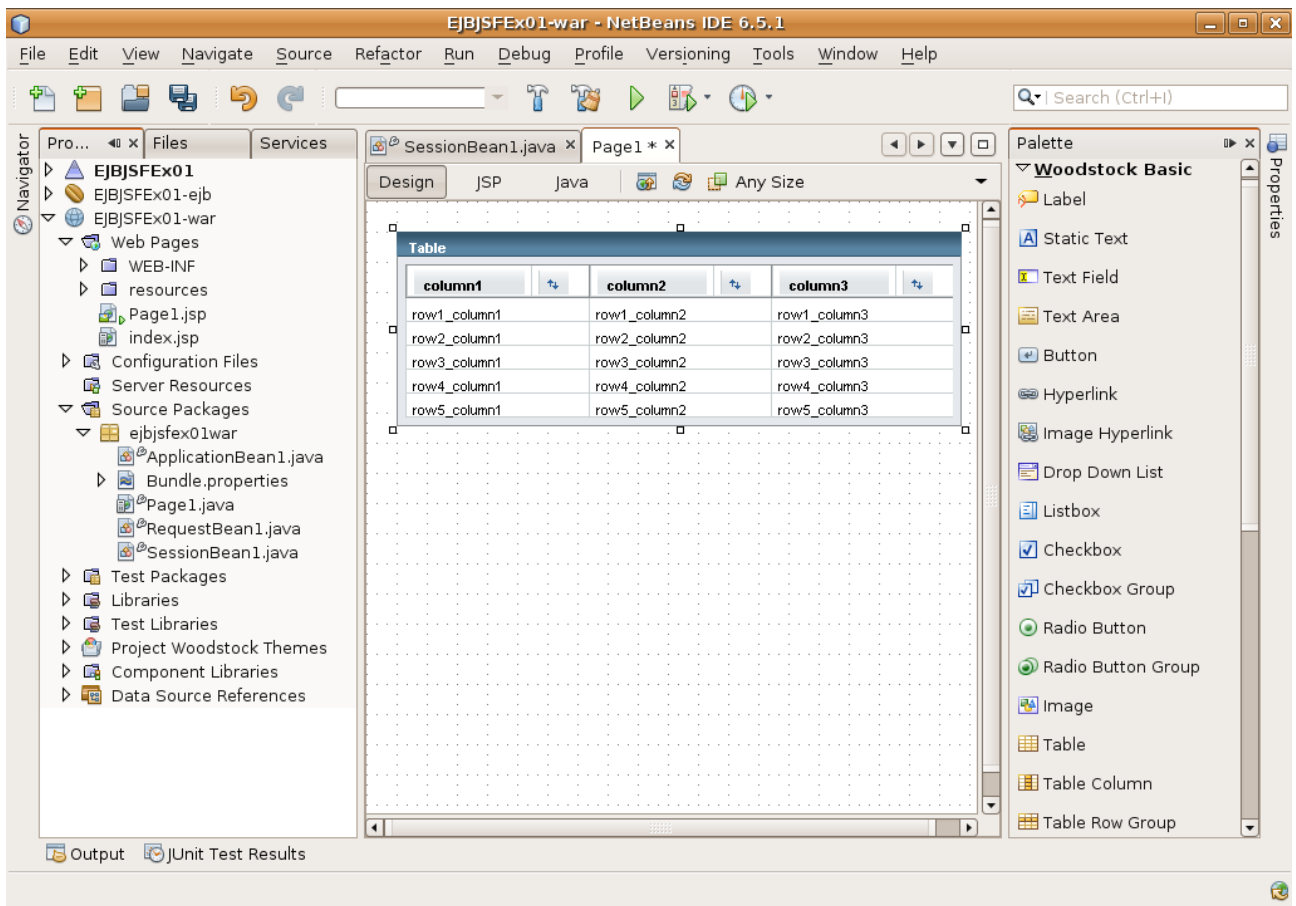 EJBJSFEx01-war - NetBeans IDE 6.5.1
File Edit View Navigate Source Refactor Run Debug Profile Versioning Tools Window Help
Search (Ctrl+I)
Navigator
Pro... Files Services
EJBJSFEx01
EJBJSFEx01-ejb
EJBJSFEx01-war
Web Pages
WEB-INF
resources
Page1.jsp
index.jsp
Configuration Files
Server Resources
Source Packages
ejbjsfex01war
ApplicationBean1.java
Bundle.properties
Page1.java
RequestBean1.java
SessionBean1.java
Test Packages
Libraries
Test Libraries
Project Woodstock Themes
Component Libraries
Data Source References
SessionBean1.java Page1 *
Design JSP Java Any Size
Table
column1 column2 column3
row1_column1 row1_column2 row1_column3
row2_column1 row2_column2 row2_column3
row3_column1 row3_column2 row3_column3
row4_column1 row4_column2 row4_column3
row5_column1 row5_column2 row5_column3
Palette
Woodstock Basic
Label
Static Text
Text Field
Text Area
Button
Hyperlink
Image Hyperlink
Drop Down List
Listbox
Checkbox
Checkbox Group
Radio Button
Radio Button Group
Image
Table
Table Column
Table Row Group
Properties
Output JUnit Test Results